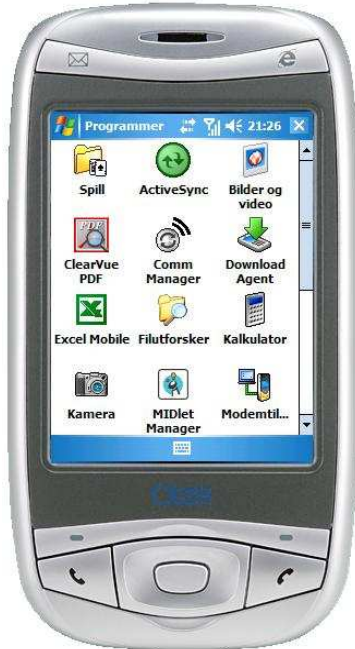 Programmer 21:26
Spill ActiveSync Bilder og
video
PDF
ClearVue Comm Download
PDF Manager Agent
Excel Mobile Filutforsker Kalkulator
Kamera MIDlet Modemtil...
Manager